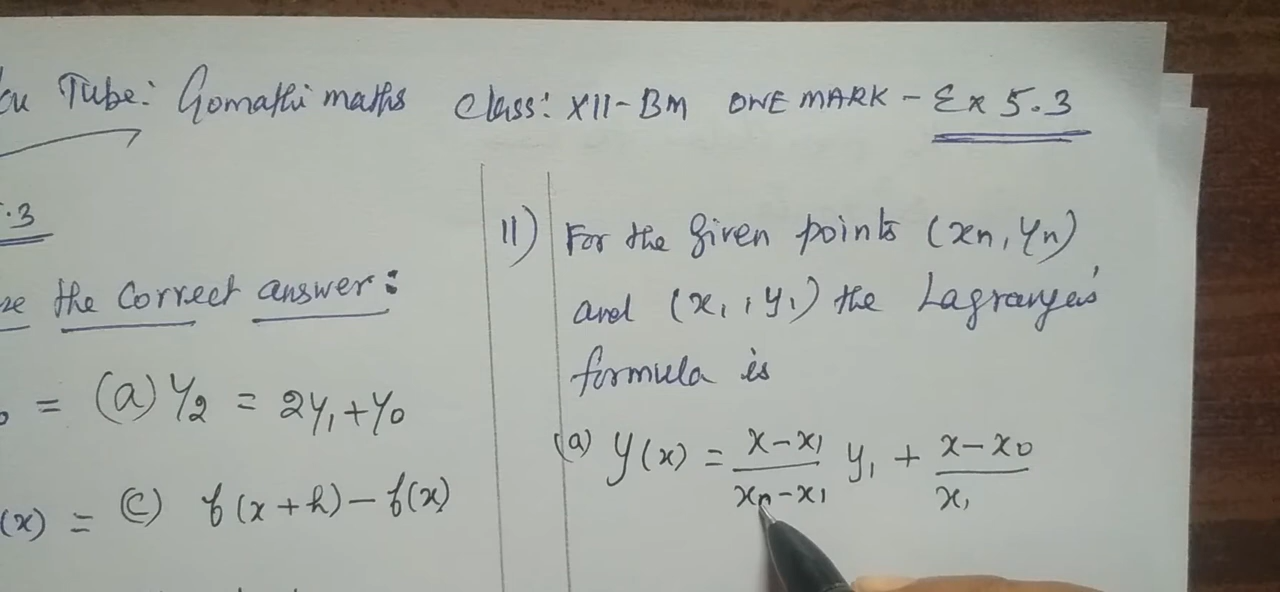 Tube: Gomathi maths Class: XII-BM ONE MARK - Ex 5.3
.3
the correct answer:
= (a) y2 = 2y1+y0
(x) = (c) f(x+h)-f(x)
11) For the given points (xn, yn)
and (x1, y1) the Lagrange's
formula is
(a) y(x) = x-x1/xn-x1 y1 + x-x0/x1